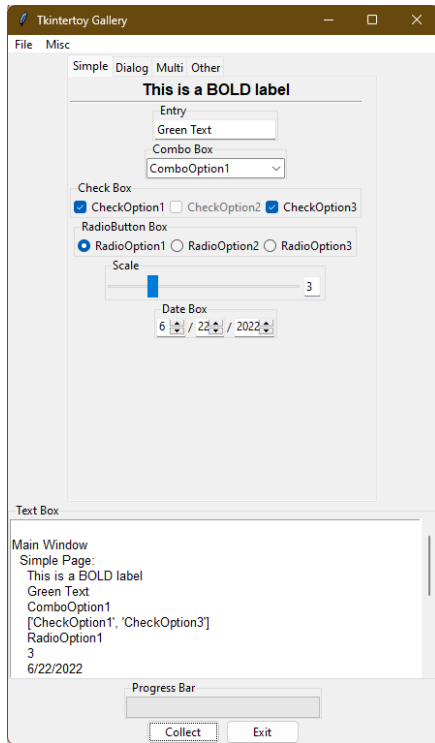 Tkintertoy Gallery
File Misc
Simple Dialog Multi Other
This is a BOLD label
Entry
Green Text
Combo Box
ComboOption1
Check Box
CheckOption1 CheckOption2 CheckOption3
RadioButton Box
RadioOption1 RadioOption2 RadioOption3
Scale
3
Date Box
6 / 22 / 2022
Text Box
Main Window
Simple Page:
This is a BOLD label
Green Text
ComboOption1
['CheckOption1', 'CheckOption3']
RadioOption1
3
6/22/2022
Progress Bar
Collect Exit